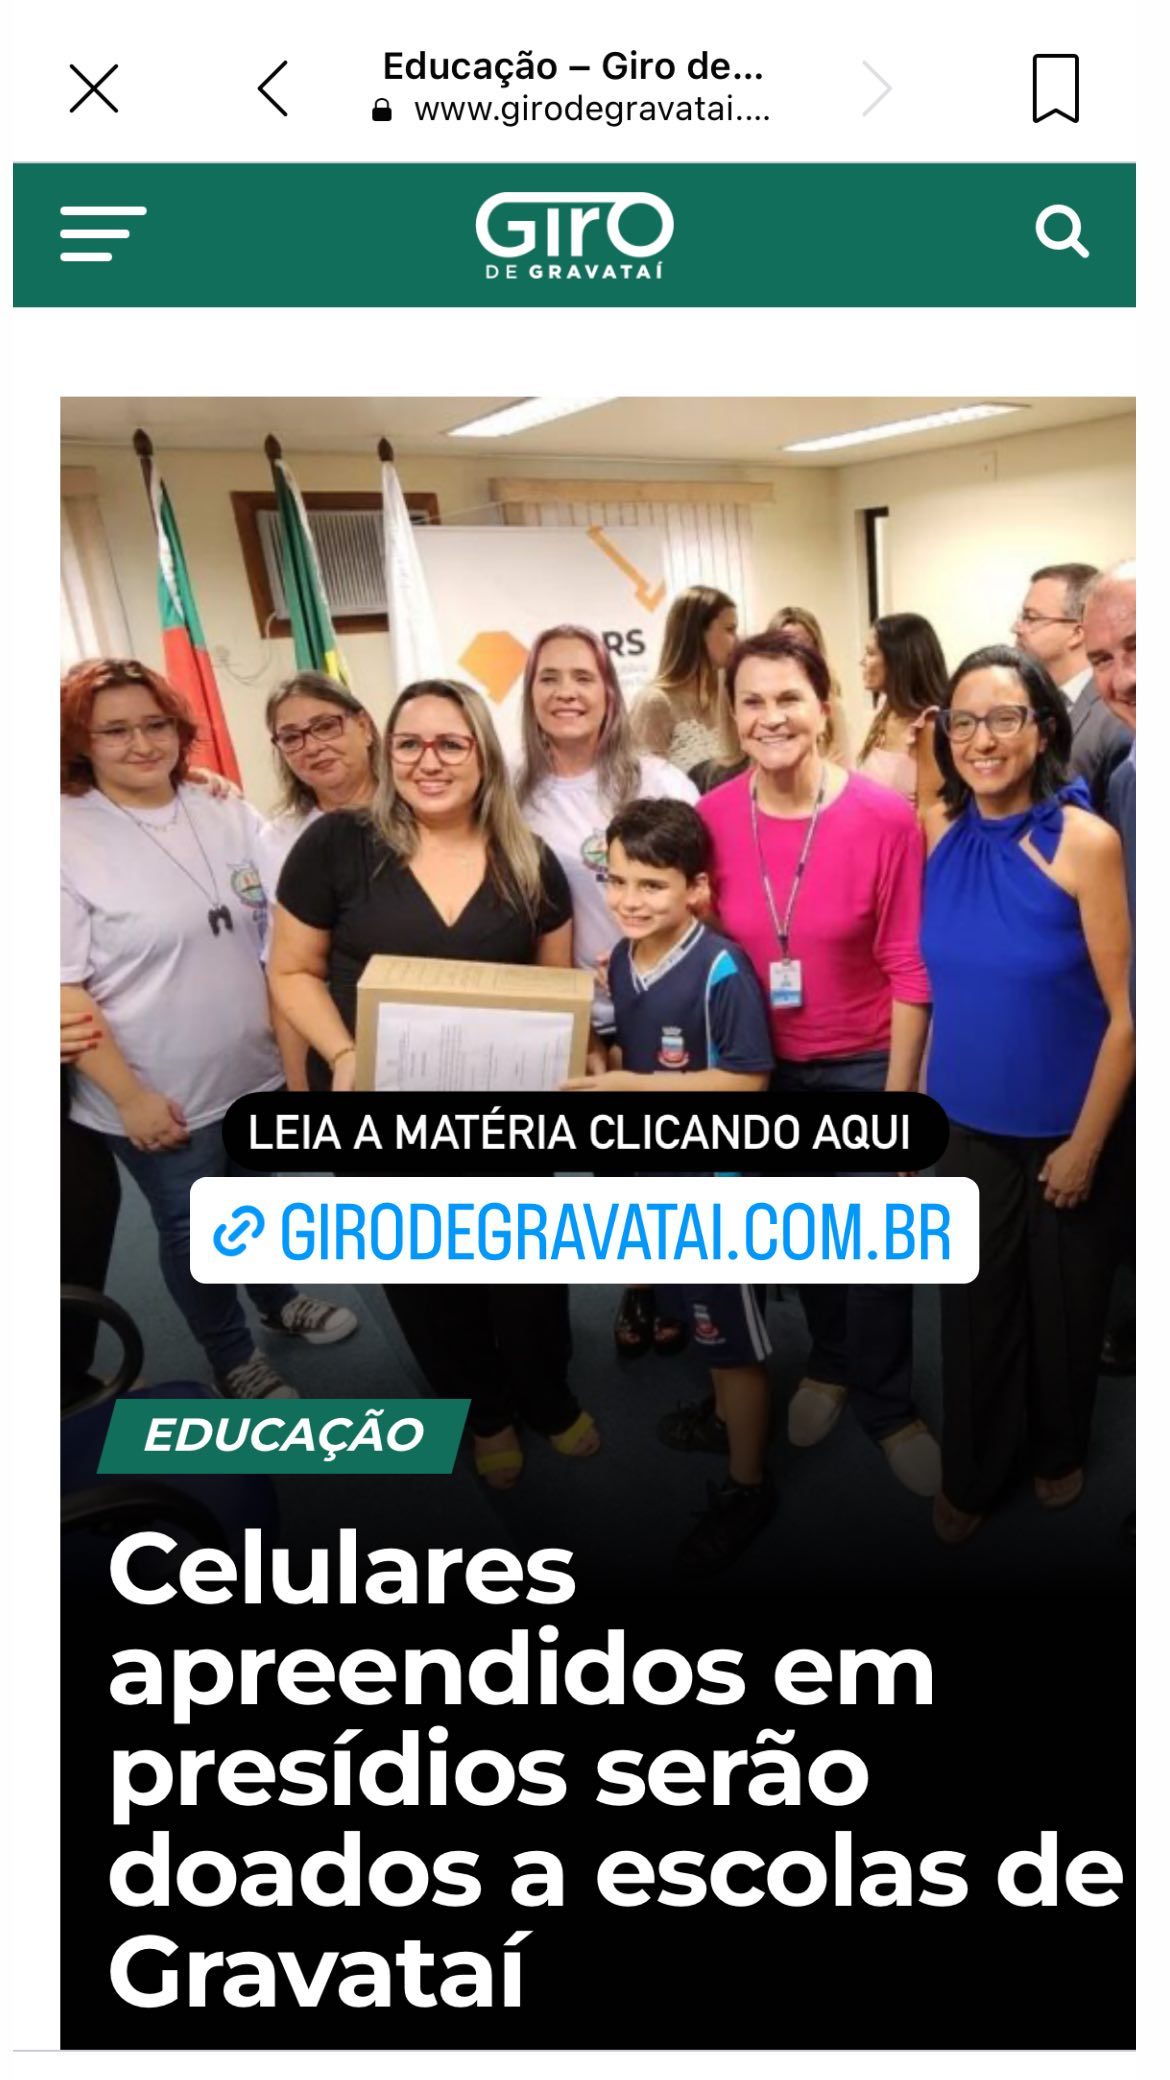 Educação – Giro de...
www.girodegravatai....
Giro
DE GRAVATAÍ
RS
LEIA A MATÉRIA CLICANDO AQUI
GIRODEGRAVATAI.COM.BR
EDUCAÇÃO
Celulares
apreendidos em
presídios serão
doados a escolas de
Gravataí